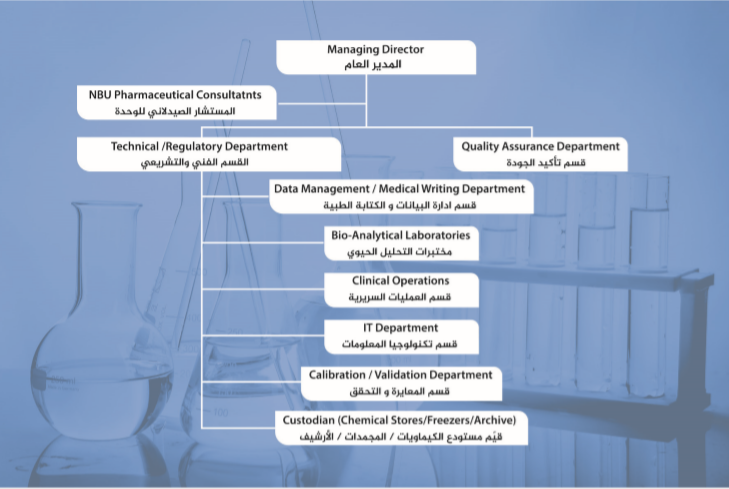 Managing Director
المدير العام
NBU Pharmaceutical Consultatnts
المستشار الصيدلاني للوحدة
Technical /Regulatory Department
القسم الفني والتشريعي
Quality Assurance Department
قسم تأكيد الجودة
Data Management / Medical Writing Department
قسم ادارة البيانات و الكتابة الطبية
Bio-Analytical Laboratories
مختبرات التحليل الحيوي
Clinical Operations
قسم العمليات السريرية
IT Department
قسم تكنولوجيا المعلومات
Calibration / Validation Department
قسم المعايرة و التحقق
Custodian (Chemical Stores/Freezers/Archive)
قيّم مستودع الكيماويات / المجمدات / الأرشيف